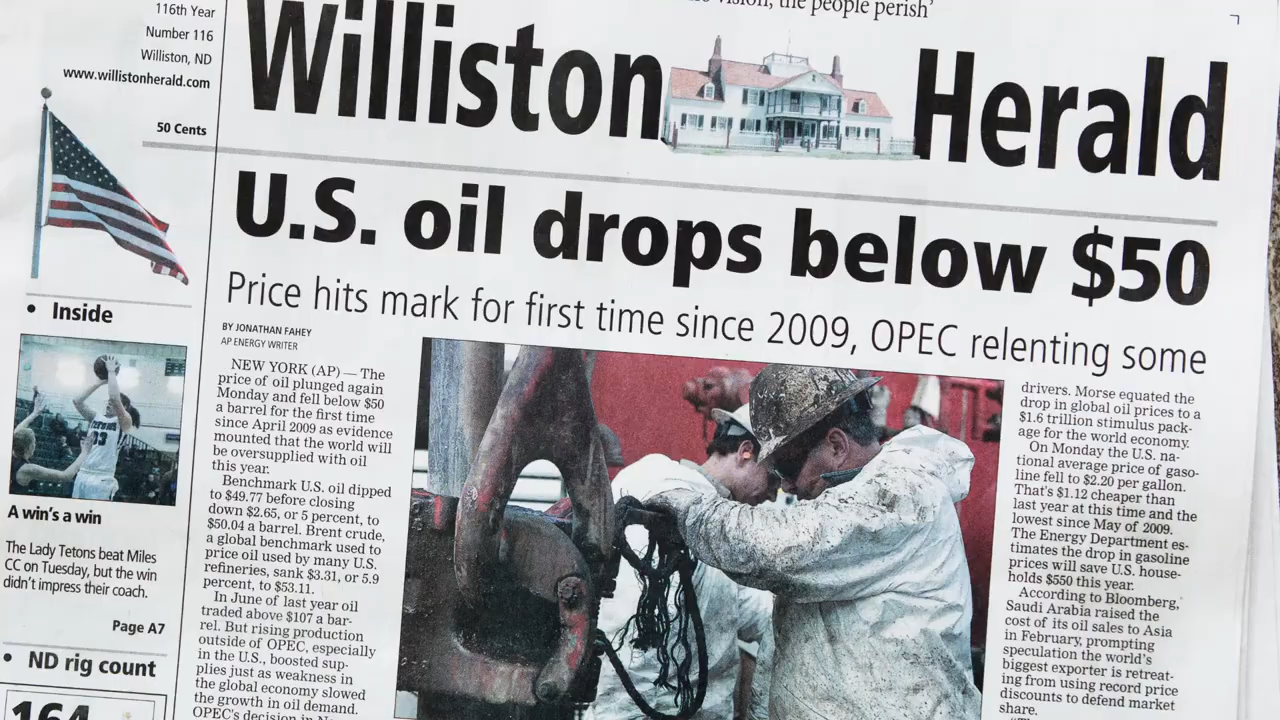 vision, the people perish'
116th Year
Number 116
Williston, ND
www.willistonherald.com
50 Cents
Williston Herald
U.S. oil drops below $50
Price hits mark for first time since 2009, OPEC relenting some
• Inside
A win's a win
The Lady Tetons beat Miles
CC on Tuesday, but the win
didn't impress their coach.
Page A7
• ND rig count
164
BY JONATHAN FAHEY
AP ENERGY WRITER
NEW YORK (AP) — The
price of oil plunged again
Monday and fell below $50
a barrel for the first time
since April 2009 as evidence
mounted that the world will
be oversupplied with oil
this year.
Benchmark U.S. oil dipped
to $49.77 before closing
down $2.65, or 5 percent, to
$50.04 a barrel. Brent crude,
a global benchmark used to
price oil used by many U.S.
refineries, sank $3.31, or 5.9
percent, to $53.11.
In June of last year oil
traded above $107 a bar-
rel. But rising production
outside of OPEC, especially
in the U.S., boosted sup-
plies just as weakness in
the global economy slowed
the growth in oil demand.
OPEC's decision in
33
drivers. Morse equated the
drop in global oil prices to a
$1.6 trillion stimulus pack-
age for the world economy.
On Monday the U.S. na-
tional average price of gaso-
line fell to $2.20 per gallon.
That's $1.12 cheaper than
last year at this time and the
lowest since May of 2009.
The Energy Department es-
timates the drop in gasoline
prices will save U.S. house-
holds $550 this year.
According to Bloomberg,
Saudi Arabia raised the
cost of its oil sales to Asia
in February, prompting
speculation the world's
biggest exporter is retreat-
ing from using record price
discounts to defend market
share.